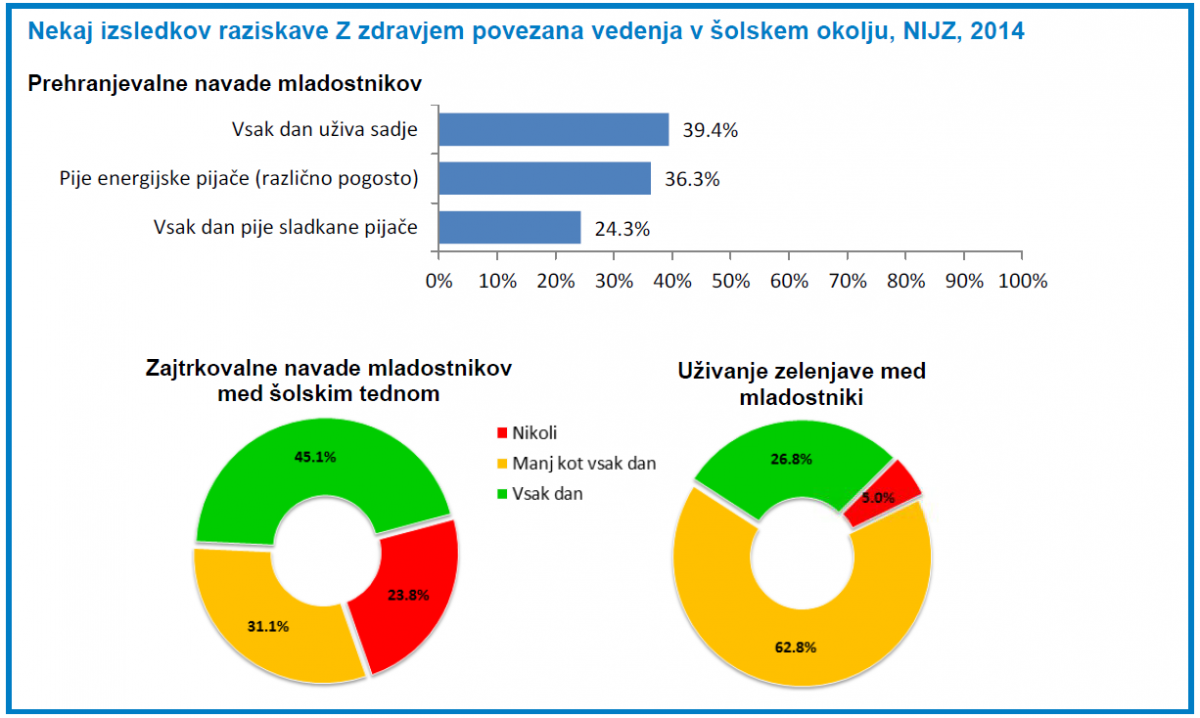 Nekaj izsledkov raziskave Z zdravjem povezana vedenja v šolskem okolju, NIJZ, 2014
Prehranjevalne navade mladostnikov
Vsak dan uživa sadje
39.4%
Pije energijske pijače (različno pogosto)
36.3%
Vsak dan pije sladkane pijače
24.3%
0% 10% 20% 30% 40% 50% 60% 70% 80% 90% 100%
Zajtrkovalne navade mladostnikov
med šolskim tednom
45.1%
23.8%
31.1%
Nikoli
Manj kot vsak dan
Vsak dan
Uživanje zelenjave med
mladostniki
26.8%
5.0%
62.8%